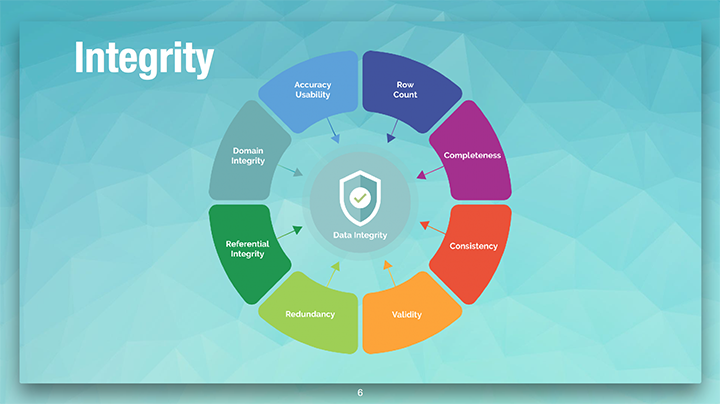 Integrity
Accuracy
Usability
Row
Count
Completeness
Consistency
Validity
Redundancy
Referential
Integrity
Domain
Integrity
Data Integrity
6